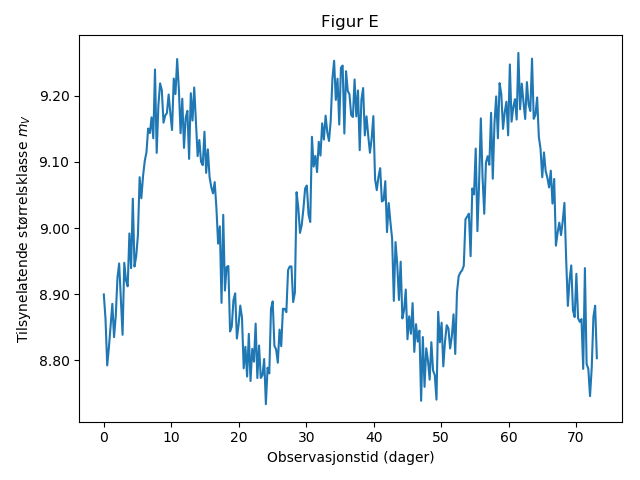 Figur E
Tilsynelatende størrelsklasse $m_V$
9.20
9.10
9.00
8.90
8.80
0 10 20 30 40 50 60 70
Observasjonstid (dager)